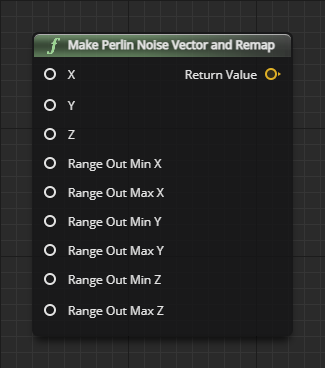 f Make Perlin Noise Vector and Remap
X Return Value
Y
Z
Range Out Min X
Range Out Max X
Range Out Min Y
Range Out Max Y
Range Out Min Z
Range Out Max Z